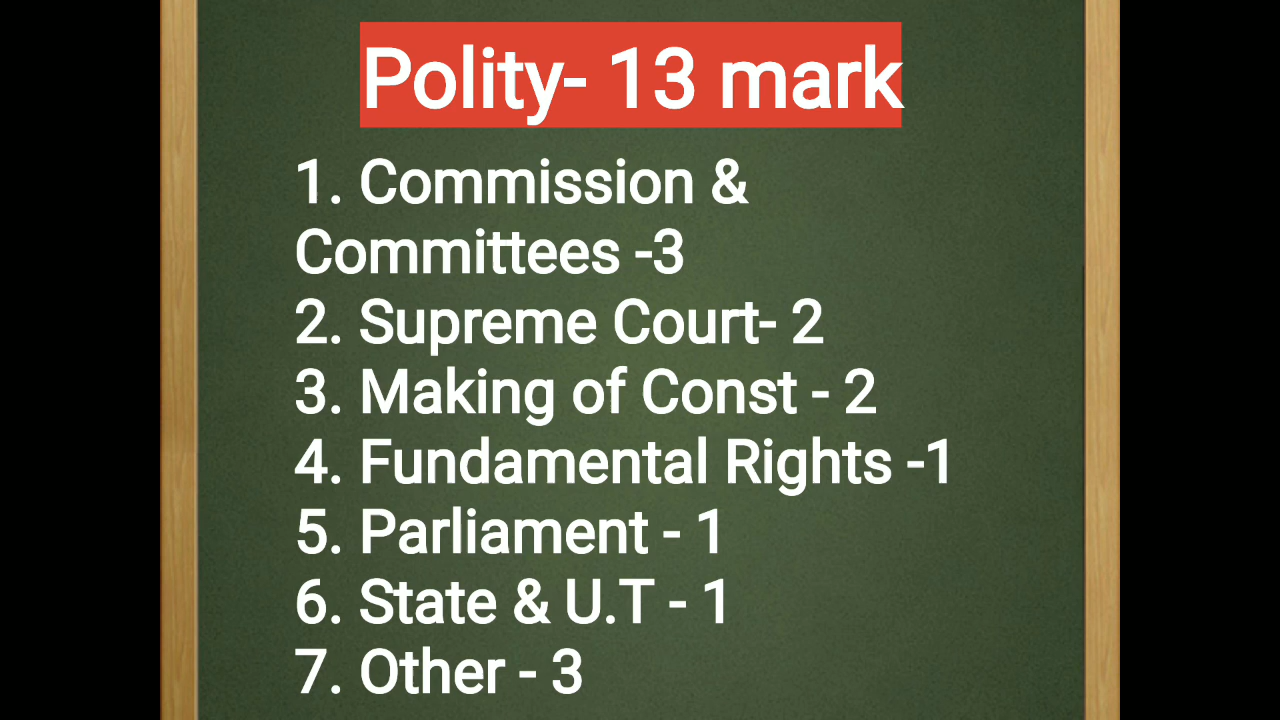 Polity- 13 mark
1. Commission &
Committees -3
2. Supreme Court- 2
3. Making of Const - 2
4. Fundamental Rights -1
5. Parliament - 1
6. State & U.T - 1
7. Other - 3